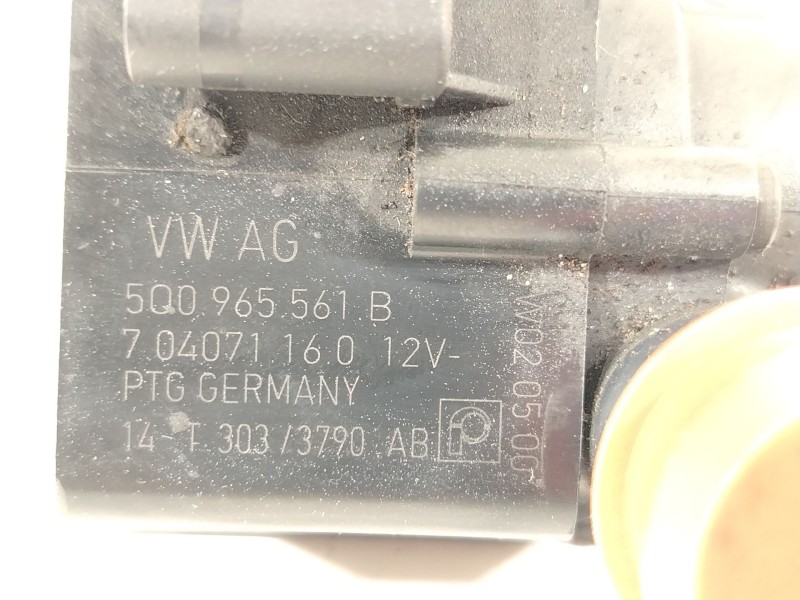 VW AG
5Q0 965 561 B
7 04071 16 0 12V-
PTG GERMANY
14-T 303 /3790 AB
W02 05 00